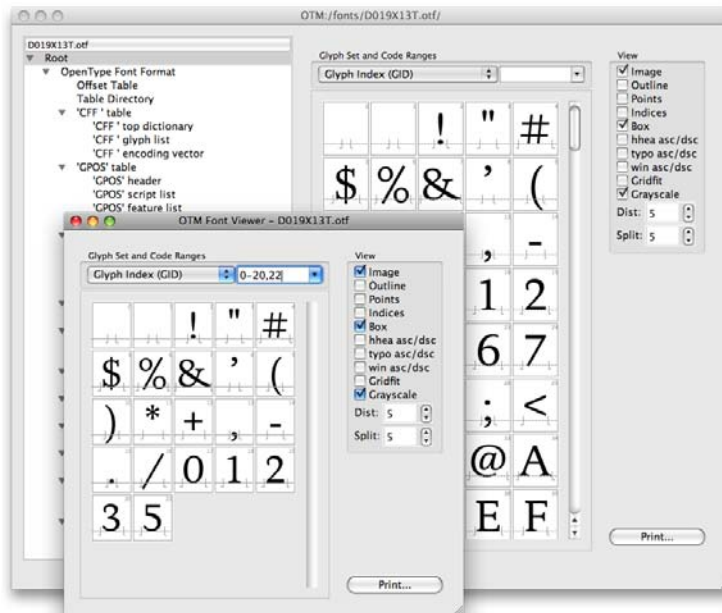 OTM:/fonts/D019X13T.otf/
D019X13T.otf
Root
OpenType Font Format
Offset Table
Table Directory
'CFF ' table
'CFF ' top dictionary
'CFF ' glyph list
'CFF ' encoding vector
'GPOS' table
'GPOS' header
'GPOS' script list
'GPOS' feature list
Glyph Set and Code Ranges
Glyph Index (GID)
! " #
$ % & ’ (
, -
1 2
6 7
; <
@ A
E F
View
Image
Outline
Points
Indices
Box
hhea asc/dsc
typo asc/dsc
win asc/dsc
Gridfit
Grayscale
Dist: 5
Split: 5
Print...
OTM Font Viewer – D019X13T.otf
Glyph Set and Code Ranges
Glyph Index (GID) 0-20,22
! " #
$ % & ’ (
) * + , -
. / 0 1 2
3 5
View
Image
Outline
Points
Indices
Box
hhea asc/dsc
typo asc/dsc
win asc/dsc
Gridfit
Grayscale
Dist: 5
Split: 5
Print...